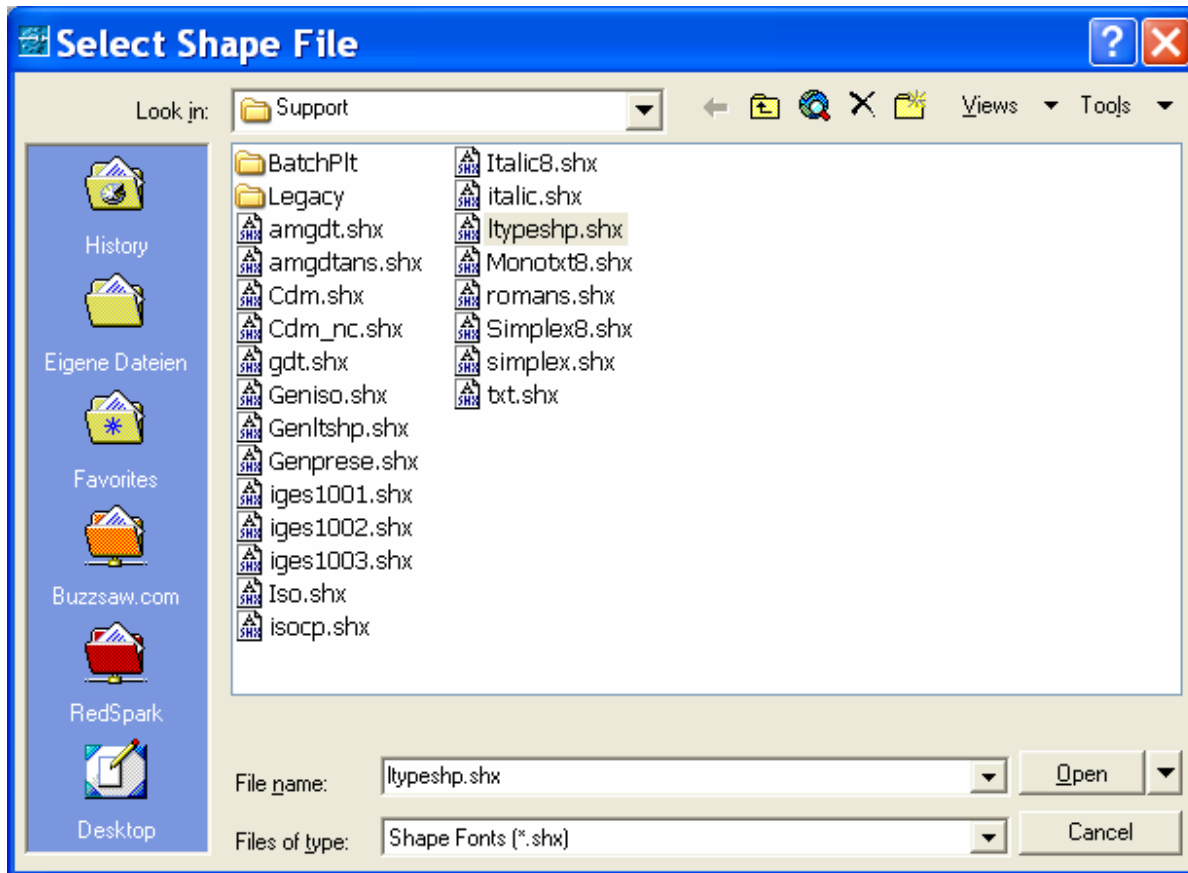 Select Shape File
Look in: Support Views Tools
History
Eigene Dateien
Favorites
Buzzsaw.com
RedSpark
Desktop
BatchPlt
Legacy
amgdt.shx
amgdtans.shx
Cdm.shx
Cdm_nc.shx
gdt.shx
Geniso.shx
Genltshp.shx
Genprese.shx
iges1001.shx
iges1002.shx
iges1003.shx
Iso.shx
isocp.shx
Italic8.shx
italic.shx
ltypeshp.shx
Monotxt8.shx
romans.shx
Simplex8.shx
simplex.shx
txt.shx
File name: ltypeshp.shx Open
Files of type: Shape Fonts (*.shx) Cancel